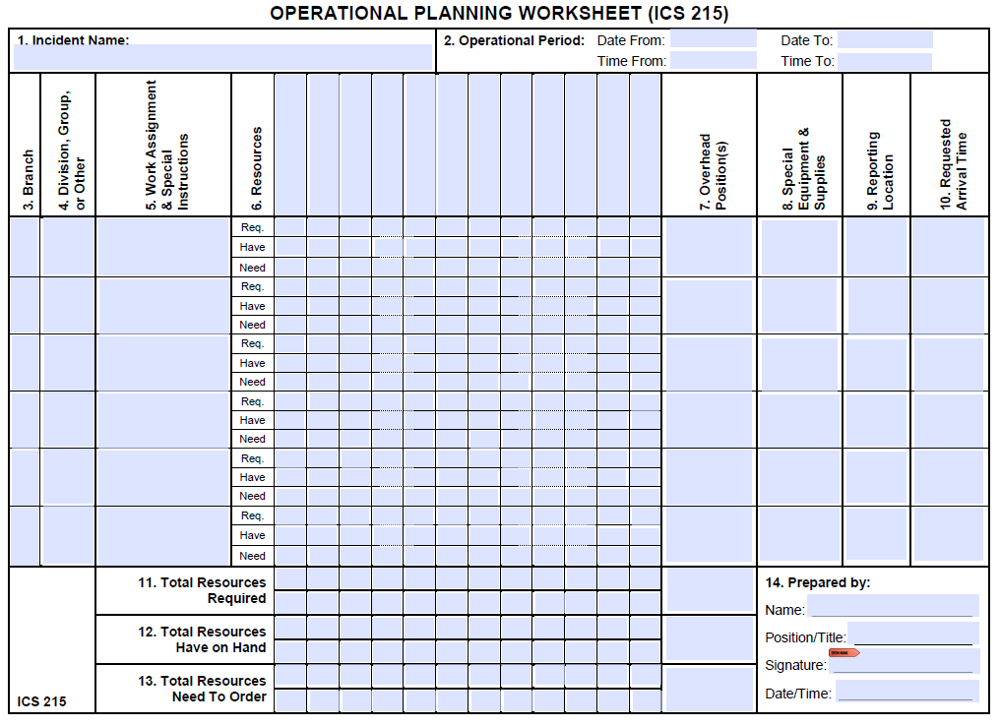 OPERATIONAL PLANNING WORKSHEET (ICS 215)
1. Incident Name:
2. Operational Period: Date From: Date To:
Time From: Time To:
3. Branch
4. Division, Group,
or Other
5. Work Assignment
& Special
Instructions
6. Resources
7. Overhead
Position(s)
8. Special
Equipment &
Supplies
9. Reporting
Location
10. Requested
Arrival Time
Req.
Have
Need
Req.
Have
Need
Req.
Have
Need
Req.
Have
Need
Req.
Have
Need
Req.
Have
Need
11. Total Resources
Required
12. Total Resources
Have on Hand
13. Total Resources
Need To Order
14. Prepared by:
Name:
Position/Title:
Signature:
Date/Time:
ICS 215